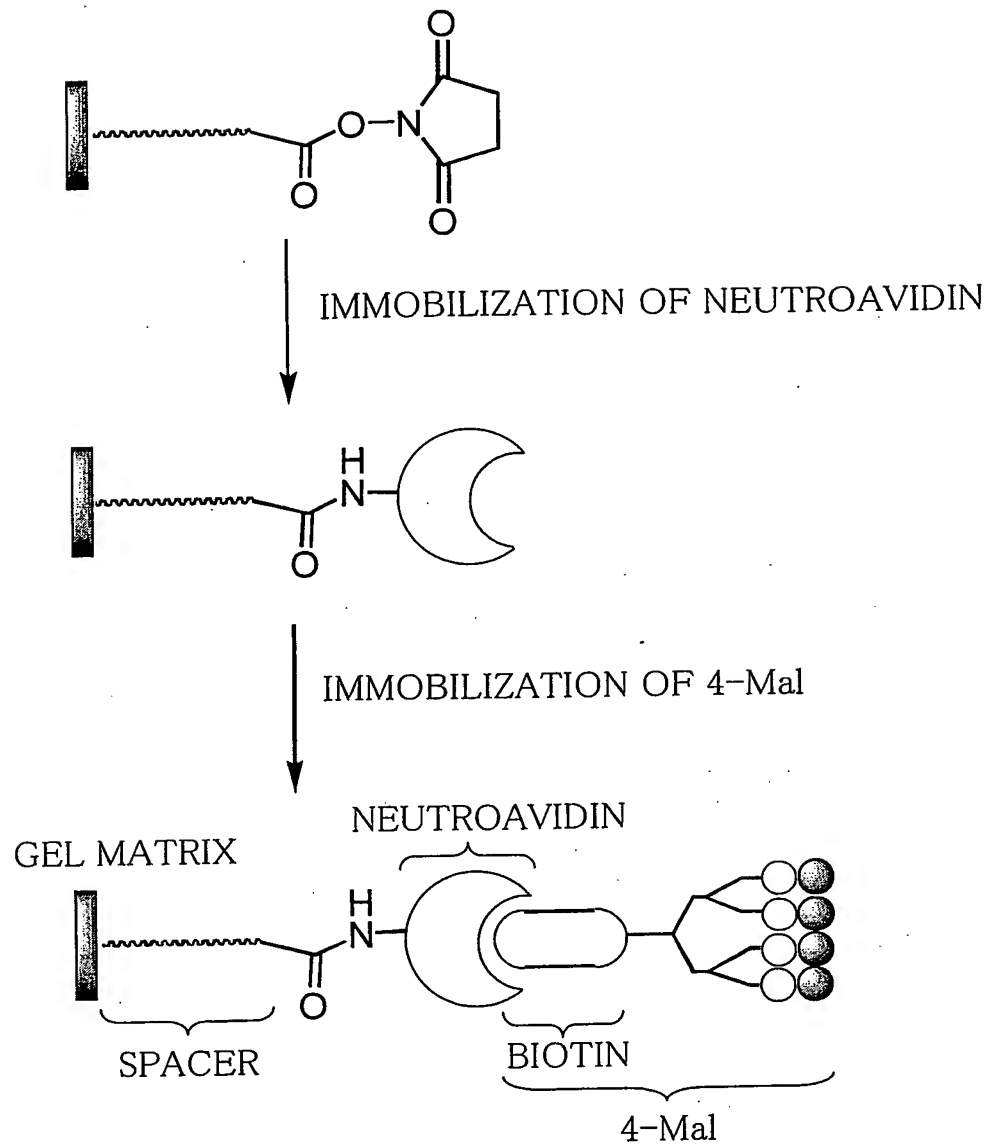 O
O
N
O
O
IMMOBILIZATION OF NEUTROAVIDIN
H
N
O
IMMOBILIZATION OF 4-Mal
NEUTROAVIDIN
GEL MATRIX
H
N
O
SPACER
BIOTIN
4-Mal